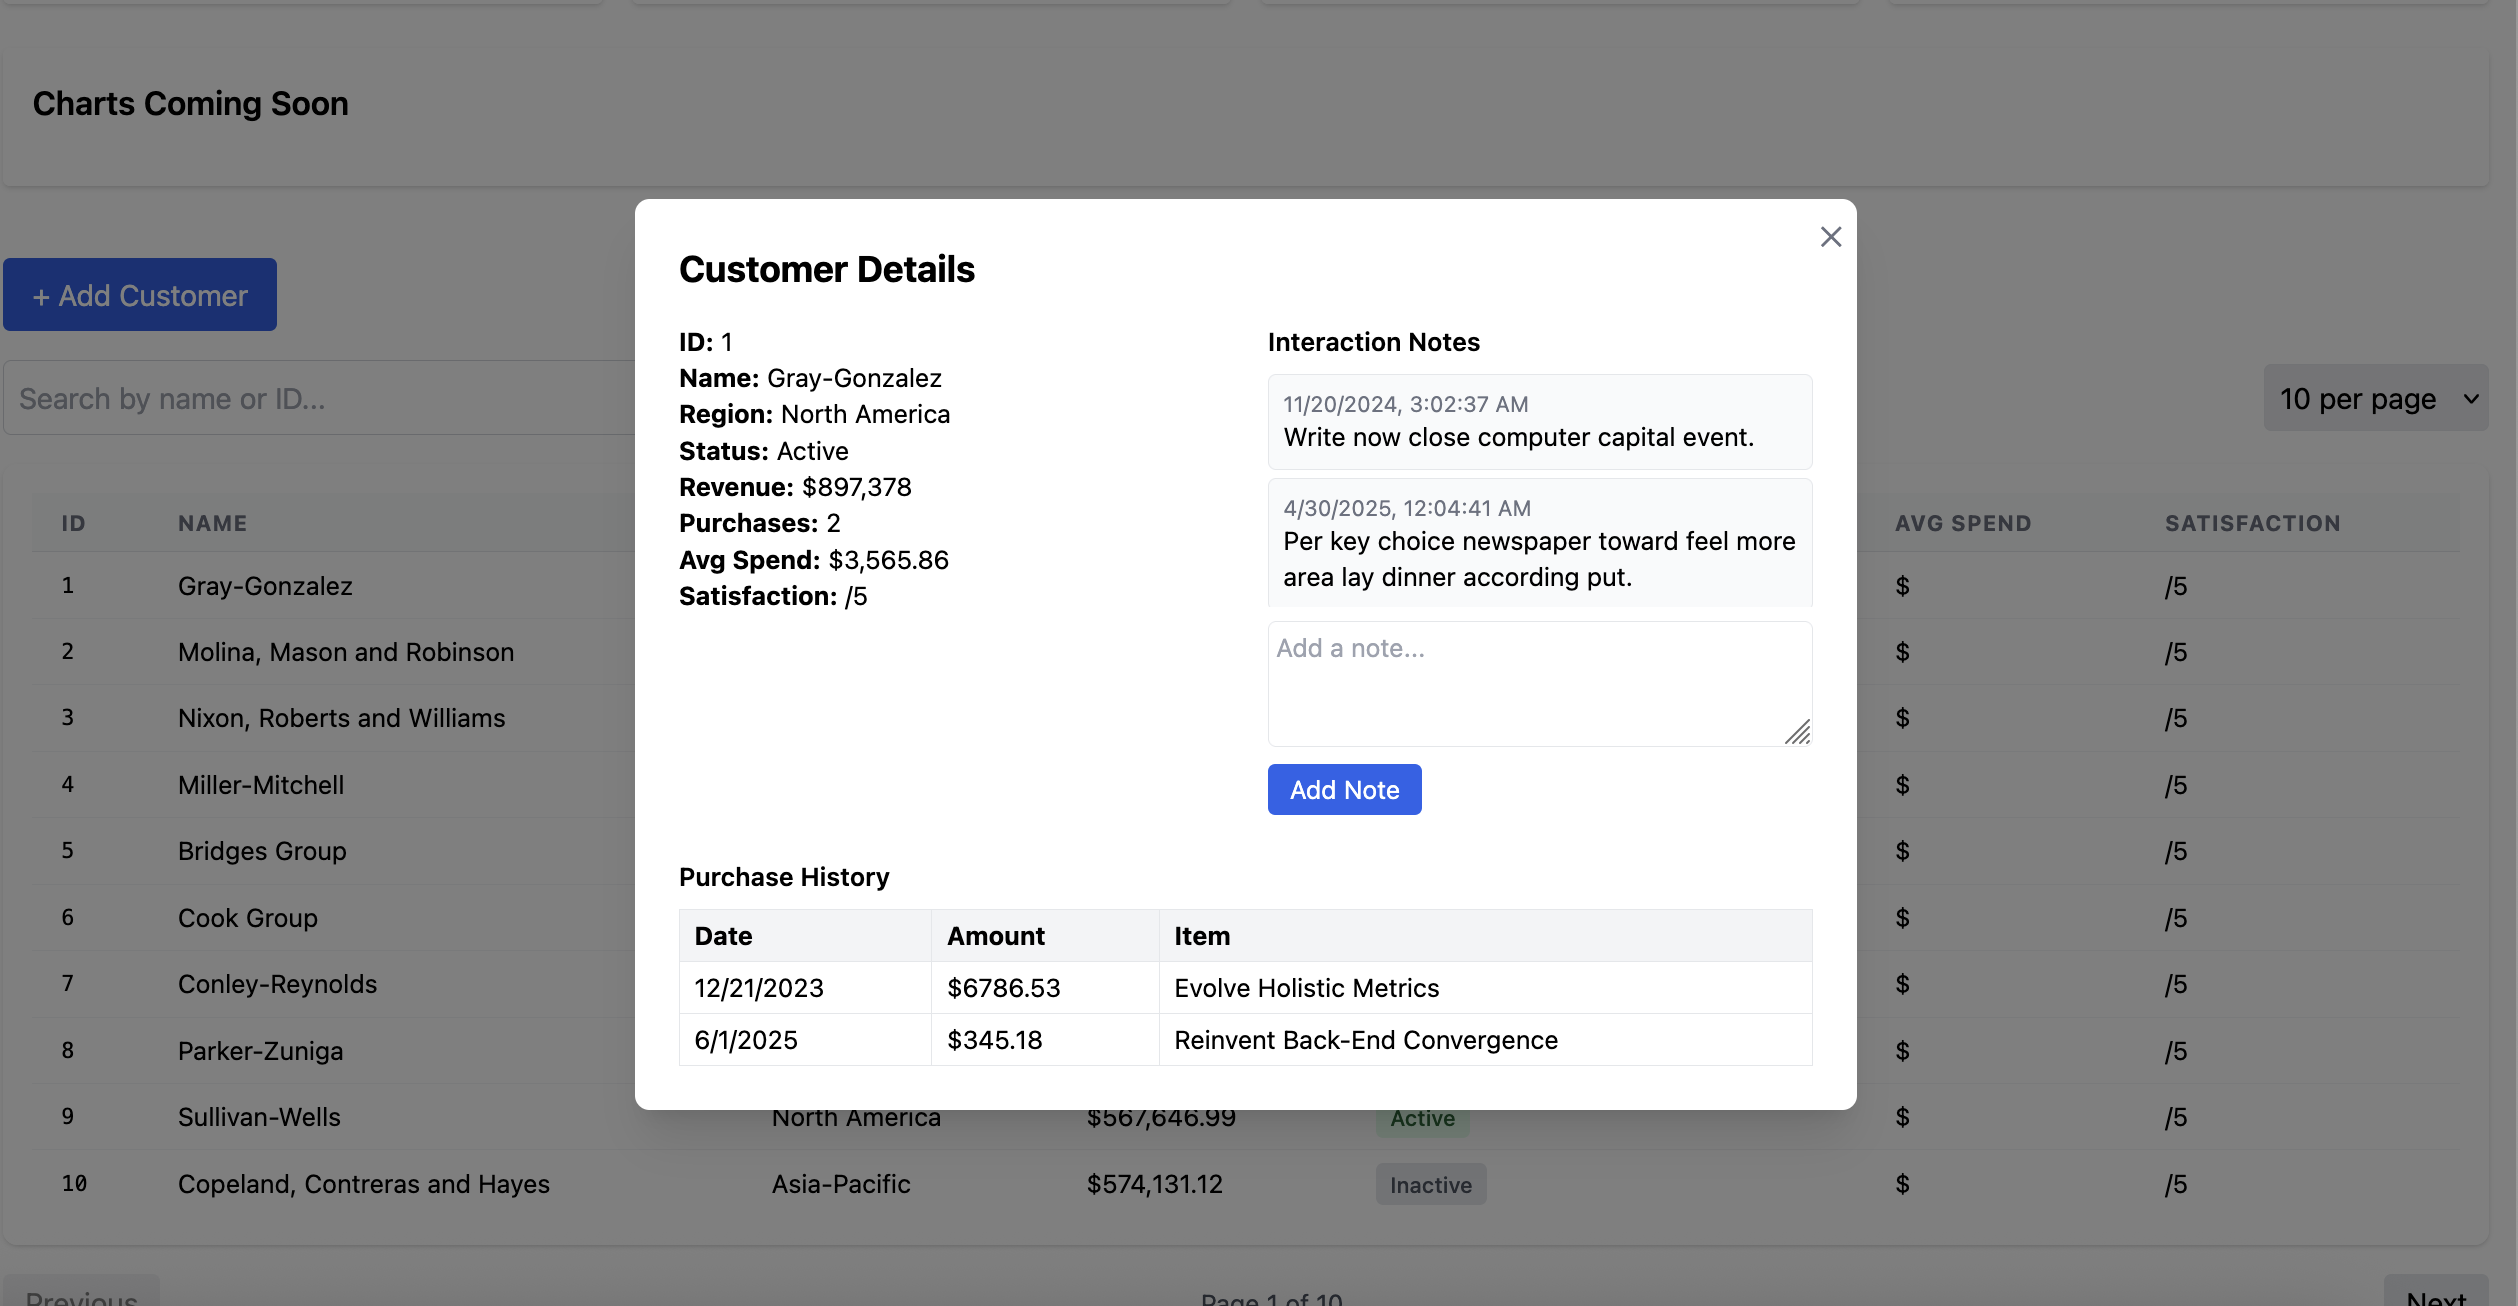 Charts Coming Soon
+ Add Customer
Search by name or ID...
10 per page
ID NAME AVG SPEND SATISFACTION
1 Gray-Gonzalez $ /5
2 Molina, Mason and Robinson $ /5
3 Nixon, Roberts and Williams $ /5
4 Miller-Mitchell $ /5
5 Bridges Group $ /5
6 Cook Group $ /5
7 Conley-Reynolds $ /5
8 Parker-Zuniga $ /5
9 Sullivan-Wells North America $567,646.99 Active $ /5
10 Copeland, Contreras and Hayes Asia-Pacific $574,131.12 Inactive $ /5
Previous Page 1 of 10 Next
Customer Details
ID: 1
Name: Gray-Gonzalez
Region: North America
Status: Active
Revenue: $897,378
Purchases: 2
Avg Spend: $3,565.86
Satisfaction: /5
Interaction Notes
11/20/2024, 3:02:37 AM
Write now close computer capital event.
4/30/2025, 12:04:41 AM
Per key choice newspaper toward feel more
area lay dinner according put.
Add a note...
Add Note
Purchase History
Date Amount Item
12/21/2023 $6786.53 Evolve Holistic Metrics
6/1/2025 $345.18 Reinvent Back-End Convergence